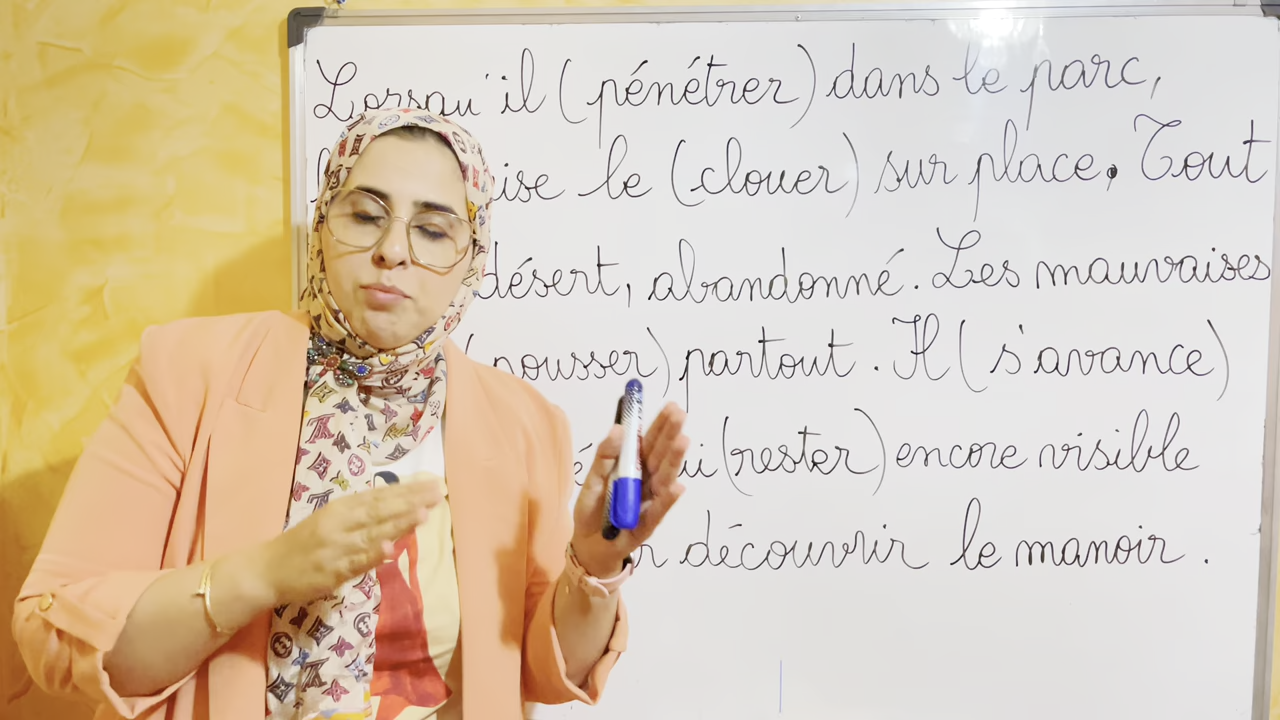 Lorsqu'il (pénétrer) dans le parc,
le (clouer) sur place. Tout
désert, abandonné. Les mauvaises
(pousser) partout. Il (s'avance)
(rester) encore visible
découvrir le manoir.